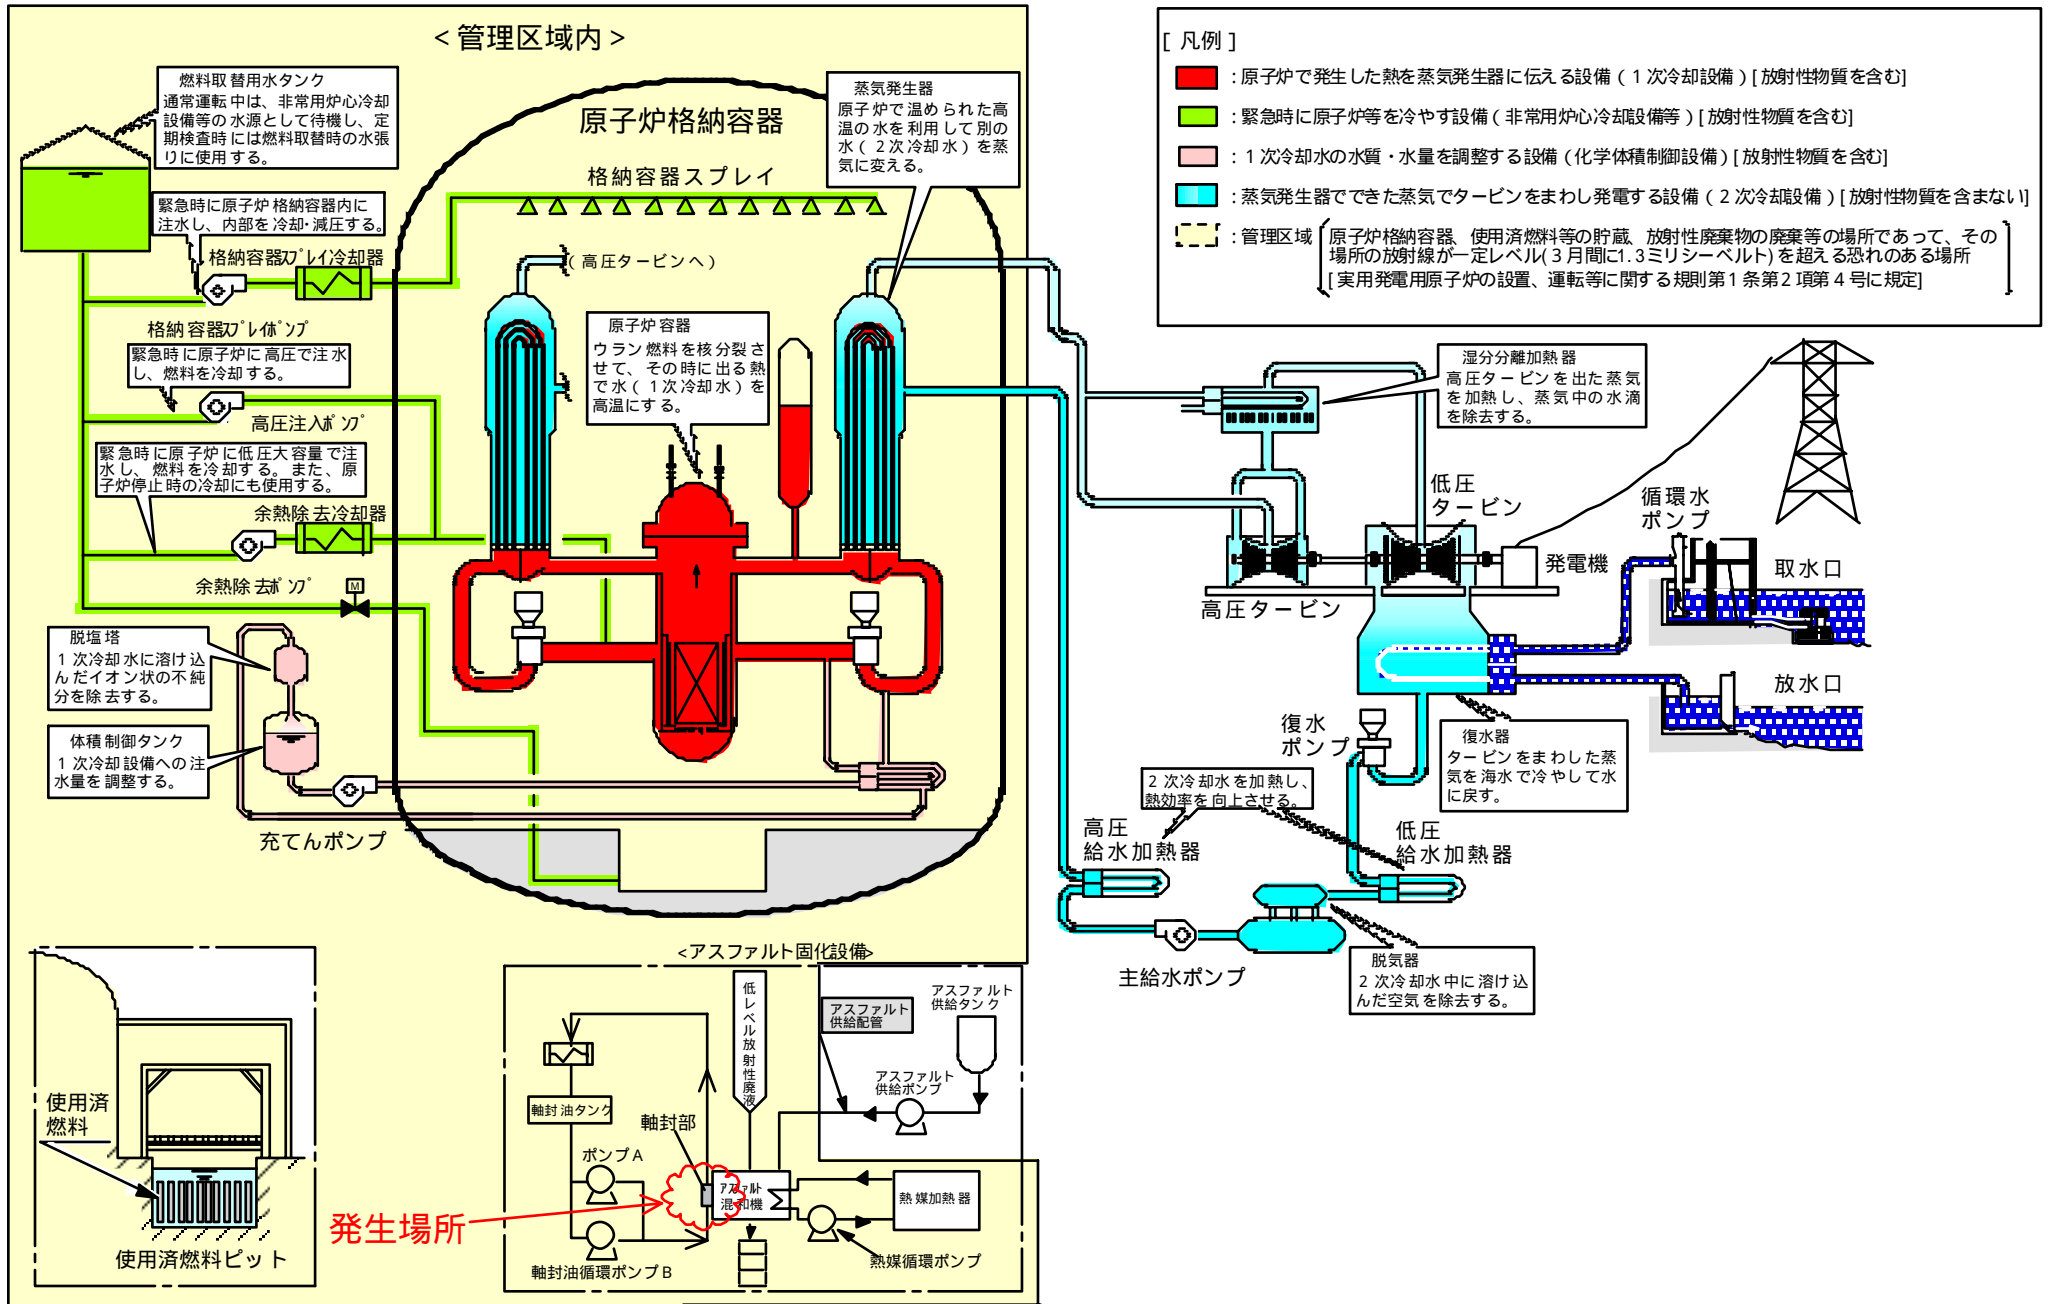 ＜管理区域内＞
燃料取替用水タンク
通常運転中は、非常用炉心冷却
設備等の水源として待機し、定
期検査時には燃料取替時の水張
りに使用する。
緊急時に原子炉格納容器内に
注水し、内部を冷却・減圧する。
格納容器ｽﾌﾟﾚｲ冷却器
格納容器ｽﾌﾟﾚｲﾎﾟﾝﾌﾟ
緊急時に原子炉に高圧で注水
し、燃料を冷却する。
高圧注入ﾎﾟﾝﾌﾟ
緊急時に原子炉に低圧大容量で注
水し、燃料を冷却する。また、原
子炉停止時の冷却にも使用する。
余熱除去冷却器
余熱除去ﾎﾟﾝﾌﾟ
M
脱塩塔
１次冷却水に溶け込
んだイオン状の不純
分を除去する。
体積制御タンク
１次冷却設備への注
水量を調整する。
充てんポンプ
原子炉格納容器
格納容器スプレイ
（高圧タービンへ）
原子炉容器
ウラン燃料を核分裂さ
せて、その時に出る熱
で水（１次冷却水）を
高温にする。
蒸気発生器
原子炉で温められた高
温の水を利用して別の
水（２次冷却水）を蒸
気に変える。
[ 凡例 ]
：原子炉で発生した熱を蒸気発生器に伝える設備（１次冷却設備）[放射性物質を含む]
：緊急時に原子炉等を冷やす設備（非常用炉心冷却設備等）[放射性物質を含む]
：１次冷却水の水質・水量を調整する設備（化学体積制御設備）[放射性物質を含む]
：蒸気発生器でできた蒸気でタービンをまわし発電する設備（２次冷却設備）[放射性物質を含まない]
：管理区域
原子炉格納容器、使用済燃料等の貯蔵、放射性廃棄物の廃棄等の場所であって、その
場所の放射線が一定レベル(３月間に1.3ミリシーベルト)を超える恐れのある場所
[実用発電用原子炉の設置、運転等に関する規則第１条第２項第４号に規定]
湿分分離加熱器
高圧タービンを出た蒸気
を加熱し、蒸気中の水滴
を除去する。
低圧
タービン
高圧タービン
発電機
循環水
ポンプ
取水口
放水口
復水
ポンプ
復水器
タービンをまわした蒸
気を海水で冷やして水
に戻す。
２次冷却水を加熱し、
熱効率を向上させる。
高圧
給水加熱器
低圧
給水加熱器
主給水ポンプ
脱気器
２次冷却水中に溶け込
んだ空気を除去する。
使用済
燃料
使用済燃料ピット
<アスファルト固化設備>
低レベル放射性廃液
アスファルト
供給配管
アスファルト
供給タンク
アスファルト
供給ポンプ
軸封油タンク
軸封部
ポンプＡ
ｱｽﾌｧﾙﾄ
混和機
熱媒加熱器
発生場所
熱媒循環ポンプ
軸封油循環ポンプＢ